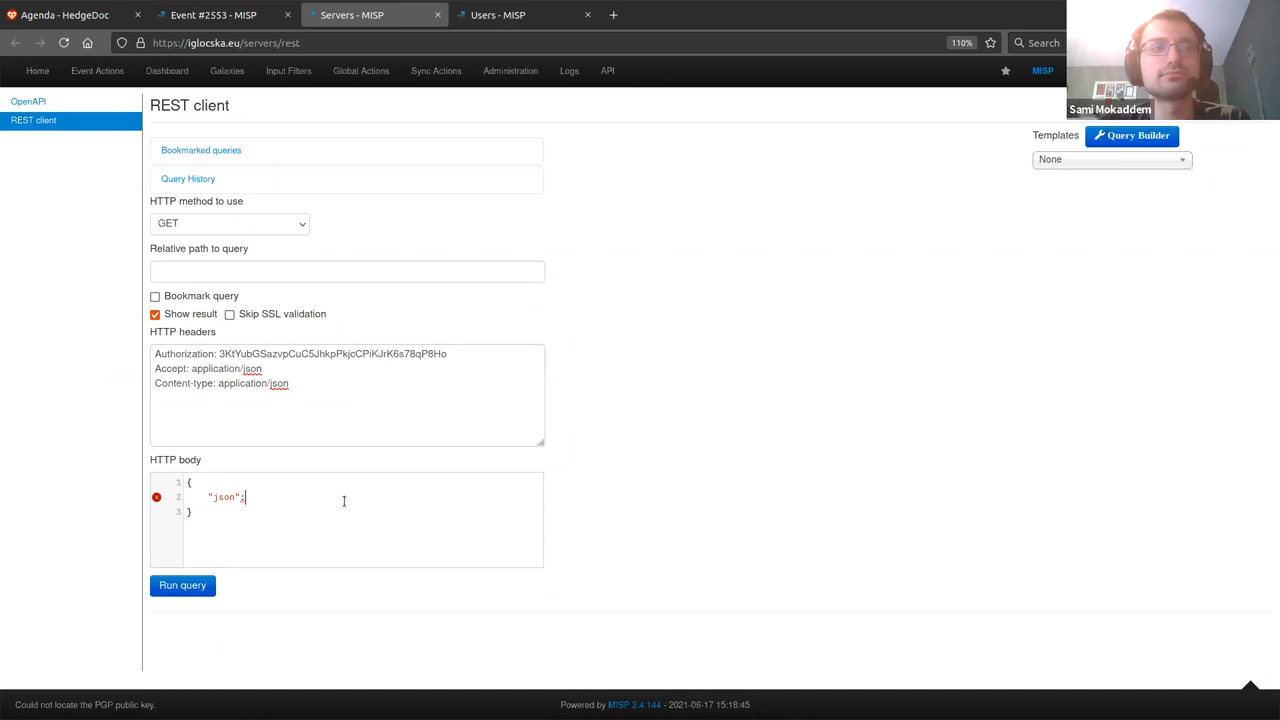 Agenda - HedgeDoc
Event #2553 - MISP
Servers - MISP
Users - MISP
https://iglocska.eu/servers/rest
110%
Search
Home
Event Actions
Dashboard
Galaxies
Input Filters
Global Actions
Sync Actions
Administration
Logs
API
MISP
Sami Mokaddem
OpenAPI
REST client
REST client
Templates
Query Builder
None
Bookmarked queries
Query History
HTTP method to use
GET
Relative path to query
Bookmark query
Show result
Skip SSL validation
HTTP headers
Authorization: 3KtYubGSazvpCuC5JhkpPkjcCPiKJrK6s78qP8Ho
Accept: application/json
Content-type: application/json
HTTP body
1 {
2 "json":
3 }
Run query
Could not locate the PGP public key.
Powered by MISP 2.4.144 - 2021-06-17 15:18:45